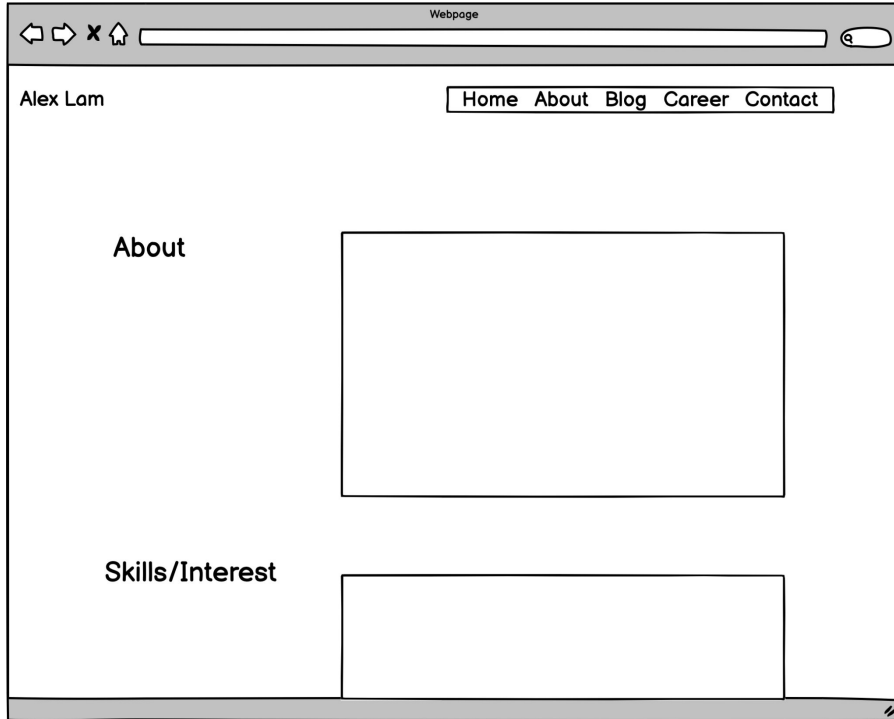 Webpage
Alex Lam
Home About Blog Career Contact
About
Skills/Interest